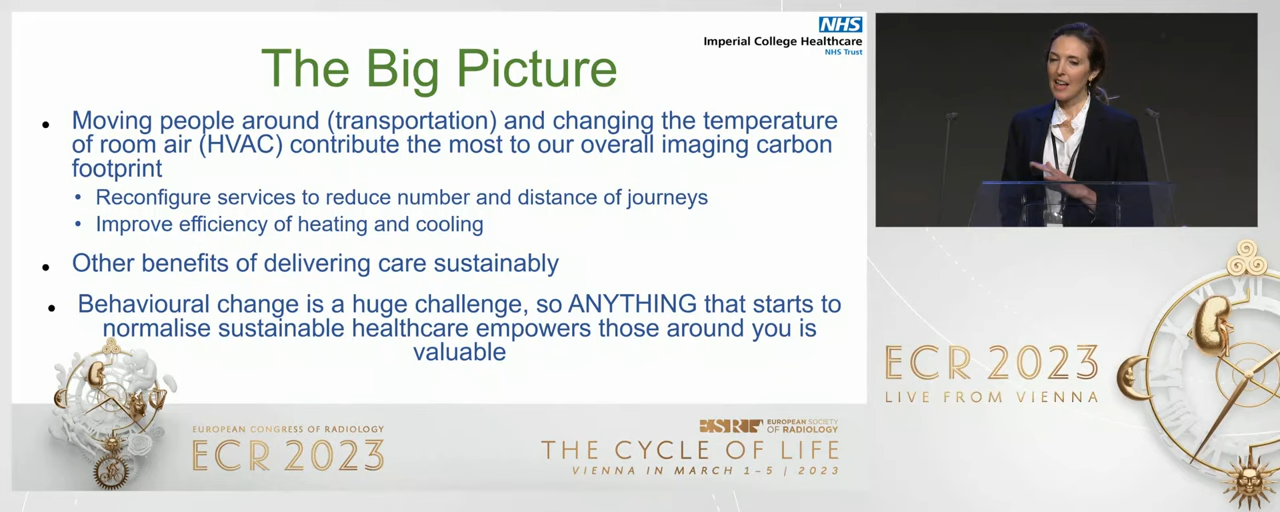 NHS
Imperial College Healthcare
NHS Trust
The Big Picture
Moving people around (transportation) and changing the temperature
of room air (HVAC) contribute the most to our overall imaging carbon
footprint
Reconfigure services to reduce number and distance of journeys
Improve efficiency of heating and cooling
Other benefits of delivering care sustainably
Behavioural change is a huge challenge, so ANYTHING that starts to
normalise sustainable healthcare empowers those around you is
valuable
EUROPEAN CONGRESS OF RADIOLOGY
ECR 2023
EUROPEAN SOCIETY
OF RADIOLOGY
THE CYCLE OF LIFE
VIENNA IN MARCH 1–5 | 2023
ECR 2023
LIVE FROM VIENNA